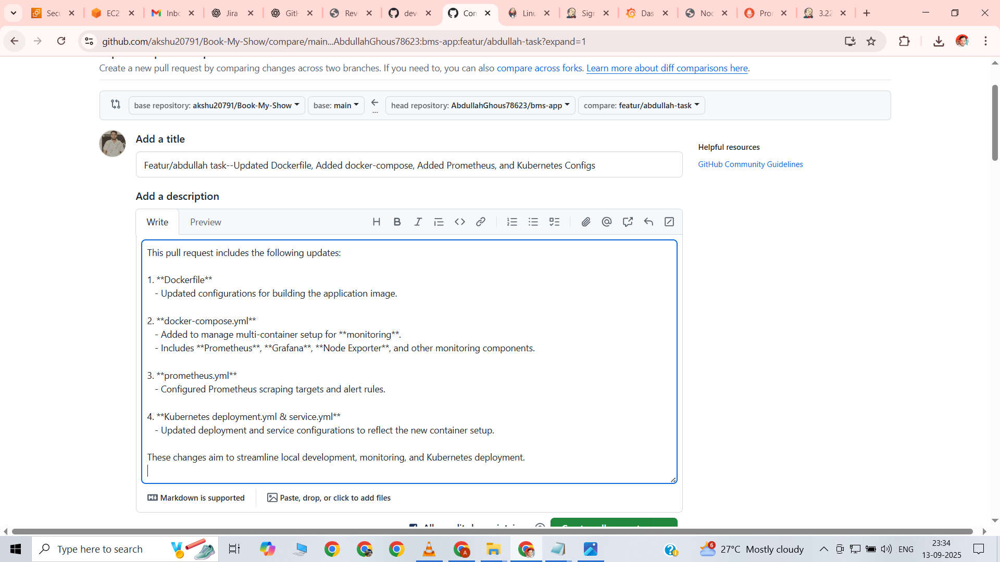 Secu
EC2
Inbo
Jira
GitH
Revi
deve
Con
Linu
Sign
Das
Noc
Pro
3.22
github.com/akshu20791/Book-My-Show/compare/main...AbdullahGhous78623:bms-app:featur/abdullah-task?expand=1
Create a new pull request by comparing changes across two branches. If you need to, you can also compare across forks. Learn more about diff comparisons here.
base repository: akshu20791/Book-My-Show
base: main
...
head repository: AbdullahGhous78623/bms-app
compare: featur/abdullah-task
Add a title
Helpful resources
Featur/abdullah task--Updated Dockerfile, Added docker-compose, Added Prometheus, and Kubernetes Configs
GitHub Community Guidelines
Add a description
Write
Preview
This pull request includes the following updates:
1. **Dockerfile**
- Updated configurations for building the application image.
2. **docker-compose.yml**
- Added to manage multi-container setup for **monitoring**.
- Includes **Prometheus**, **Grafana**, **Node Exporter**, and other monitoring components.
3. **prometheus.yml**
- Configured Prometheus scraping targets and alert rules.
4. **Kubernetes deployment.yml & service.yml**
- Updated deployment and service configurations to reflect the new container setup.
These changes aim to streamline local development, monitoring, and Kubernetes deployment.
Markdown is supported
Paste, drop, or click to add files
Type here to search
6
27°C Mostly cloudy
ENG
23:34
13-09-2025